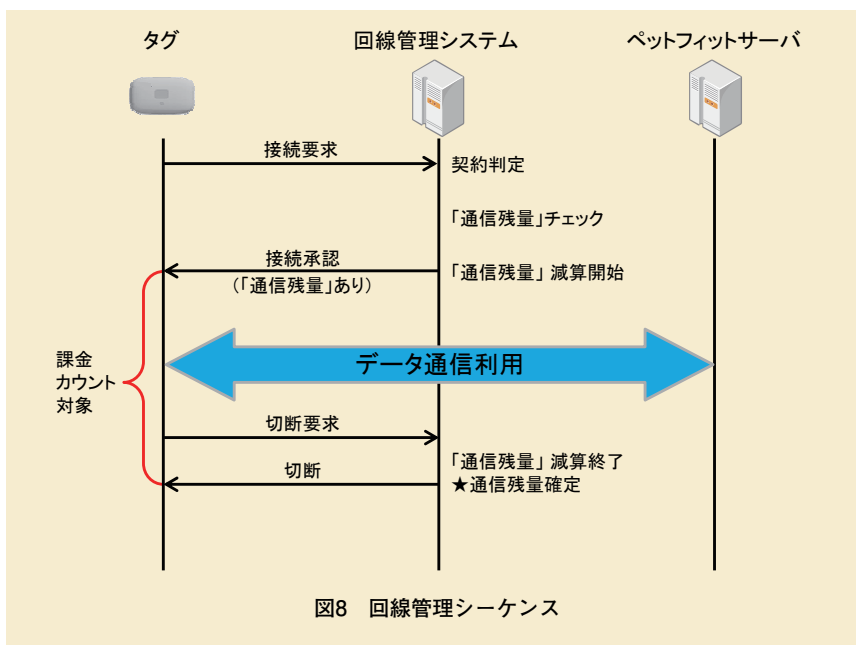 タグ
回線管理システム
ペットフィットサーバ
接続要求
契約判定
「通信残量」チェック
接続承認
(「通信残量」あり)
「通信残量」 減算開始
課金
カウント
対象
データ通信利用
切断要求
切断
「通信残量」 減算終了
★通信残量確定
図8 回線管理シーケンス